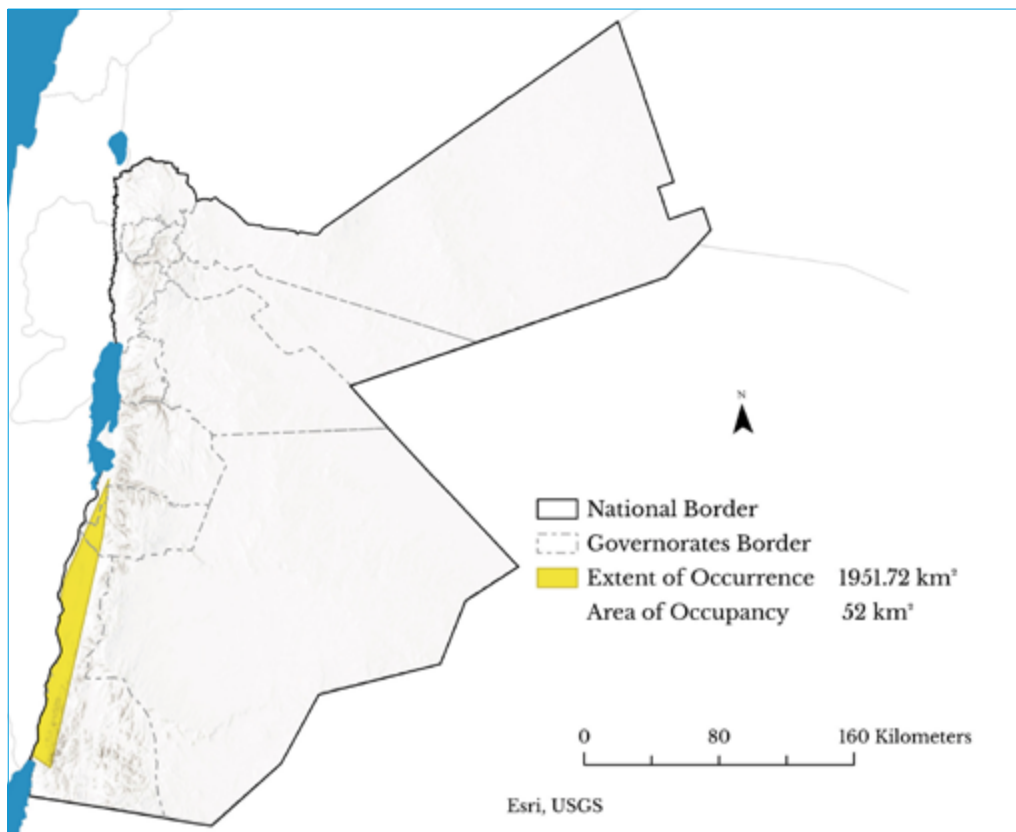 N
National Border
Governorates Border
Extent of Occurrence 1951.72 km²
Area of Occupancy 52 km²
0 80 160 Kilometers
Esri, USGS